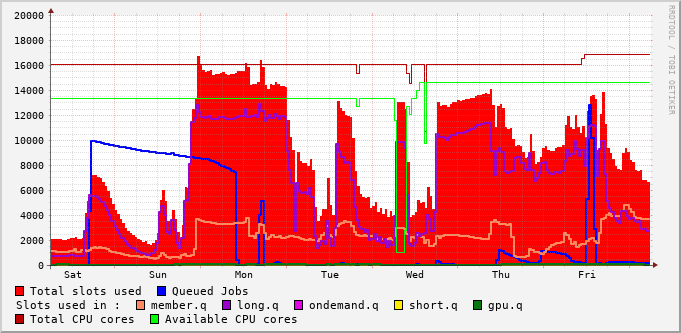 20000
18000
16000
14000
12000
10000
8000
6000
4000
2000
0
Sat Sun Mon Tue Wed Thu Fri
RRDTOOL / TOBI OETIKER
Total slots used Queued Jobs
Slots used in : member.q long.q ondemand.q short.q gpu.q
Total CPU cores Available CPU cores